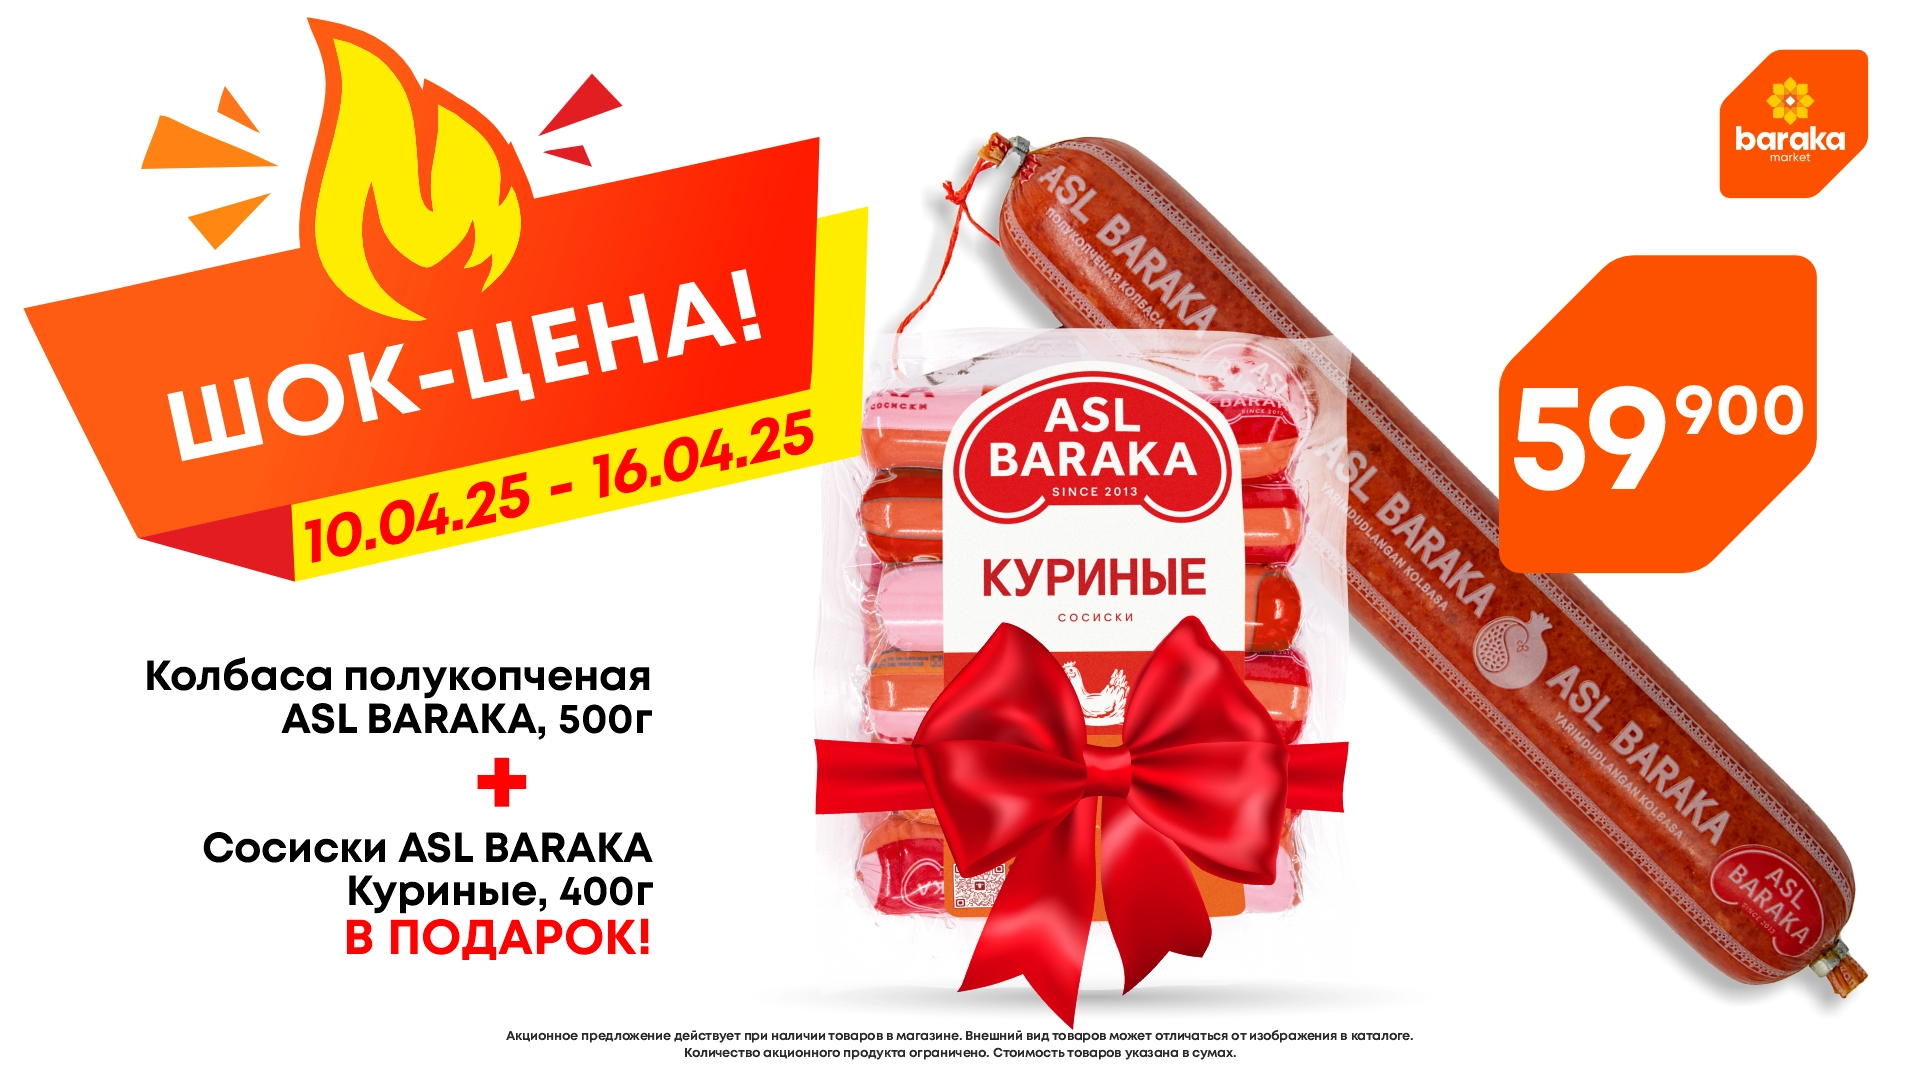 ШОК-ЦЕНА!
10.04.25 - 16.04.25
baraka
market
59 900
Колбаса полукопченая
ASL BARAKA, 500г
+
Сосиски ASL BARAKA
Куриные, 400г
В ПОДАРОК!
ASL
BARAKA
SINCE 2013
КУРИНЫЕ
СОСИСКИ
СОСИСКИ
ASL BARAKA
ПОЛУКОПЧЕНАЯ КОЛБАСА
ASL BARAKA
YARIMDUDLANGAN KOLBASA
ASL BARAKA
YARIMDUDLANGAN KOLBASA
ASL
BARAKA
SINCE 2013
Акционное предложение действует при наличии товаров в магазине. Внешний вид товаров может отличаться от изображения в каталоге.
Количество акционного продукта ограничено. Стоимость товаров указана в сумах.